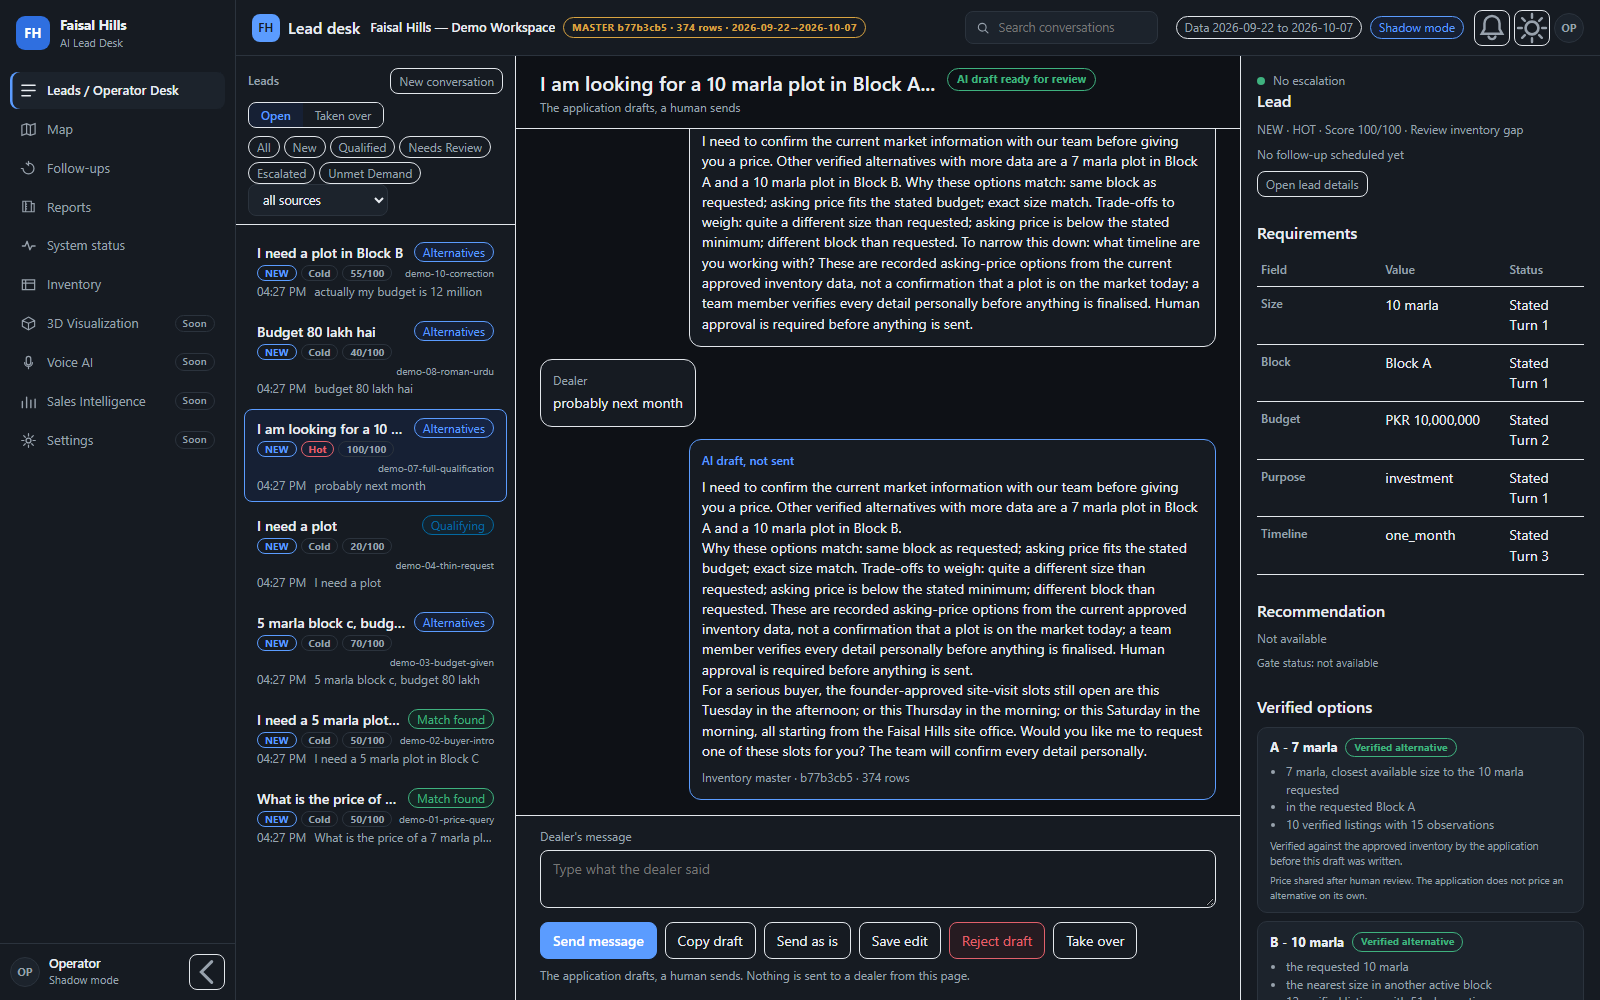 FH
Faisal Hills
AI Lead Desk
Leads / Operator Desk
Map
Follow-ups
Reports
System status
Inventory
3D Visualization Soon
Voice AI Soon
Sales Intelligence Soon
Settings Soon
OP
Operator
Shadow mode
FH Lead desk Faisal Hills — Demo Workspace MASTER b77b3cb5 · 374 rows · 2026-09-22→2026-10-07
Search conversations
Data 2026-09-22 to 2026-10-07 Shadow mode OP
Leads New conversation
Open Taken over
All New Qualified Needs Review
Escalated Unmet Demand
all sources
I need a plot in Block B Alternatives
NEW Cold 55/100 demo-10-correction
04:27 PM actually my budget is 12 million
Budget 80 lakh hai Alternatives
NEW Cold 40/100
demo-08-roman-urdu
04:27 PM budget 80 lakh hai
I am looking for a 10 ... Alternatives
NEW Hot 100/100
demo-07-full-qualification
04:27 PM probably next month
I need a plot Qualifying
NEW Cold 20/100
demo-04-thin-request
04:27 PM I need a plot
5 marla block c, budg... Alternatives
NEW Cold 70/100
demo-03-budget-given
04:27 PM 5 marla block c, budget 80 lakh
I need a 5 marla plot... Match found
NEW Cold 50/100 demo-02-buyer-intro
04:27 PM I need a 5 marla plot in Block C
What is the price of ... Match found
NEW Cold 50/100 demo-01-price-query
04:27 PM What is the price of a 7 marla pl...
I am looking for a 10 marla plot in Block A... AI draft ready for review
The application drafts, a human sends
I need to confirm the current market information with our team before giving
you a price. Other verified alternatives with more data are a 7 marla plot in Block
A and a 10 marla plot in Block B. Why these options match: same block as
requested; asking price fits the stated budget; exact size match. Trade-offs to
weigh: quite a different size than requested; asking price is below the stated
minimum; different block than requested. To narrow this down: what timeline are
you working with? These are recorded asking-price options from the current
approved inventory data, not a confirmation that a plot is on the market today; a
team member verifies every detail personally before anything is finalised. Human
approval is required before anything is sent.
Dealer
probably next month
AI draft, not sent
I need to confirm the current market information with our team before giving
you a price. Other verified alternatives with more data are a 7 marla plot in Block
A and a 10 marla plot in Block B.
Why these options match: same block as requested; asking price fits the stated
budget; exact size match. Trade-offs to weigh: quite a different size than
requested; asking price is below the stated minimum; different block than
requested. These are recorded asking-price options from the current approved
inventory data, not a confirmation that a plot is on the market today; a team
member verifies every detail personally before anything is finalised. Human
approval is required before anything is sent.
For a serious buyer, the founder-approved site-visit slots still open are this
Tuesday in the afternoon; or this Thursday in the morning; or this Saturday in the
morning, all starting from the Faisal Hills site office. Would you like me to request
one of these slots for you? The team will confirm every detail personally.
Inventory master · b77b3cb5 · 374 rows
Dealer's message
Type what the dealer said
Send message Copy draft Send as is Save edit Reject draft Take over
The application drafts, a human sends. Nothing is sent to a dealer from this page.
No escalation
Lead
NEW · HOT · Score 100/100 · Review inventory gap
No follow-up scheduled yet
Open lead details
Requirements
Field Value Status
Size 10 marla Stated
Turn 1
Block Block A Stated
Turn 1
Budget PKR 10,000,000 Stated
Turn 2
Purpose investment Stated
Turn 1
Timeline one_month Stated
Turn 3
Recommendation
Not available
Gate status: not available
Verified options
A - 7 marla Verified alternative
• 7 marla, closest available size to the 10 marla
requested
• in the requested Block A
• 10 verified listings with 15 observations
Verified against the approved inventory by the application
before this draft was written.
Price shared after human review. The application does not price an
alternative on its own.
B - 10 marla Verified alternative
• the requested 10 marla
• the nearest size in another active block